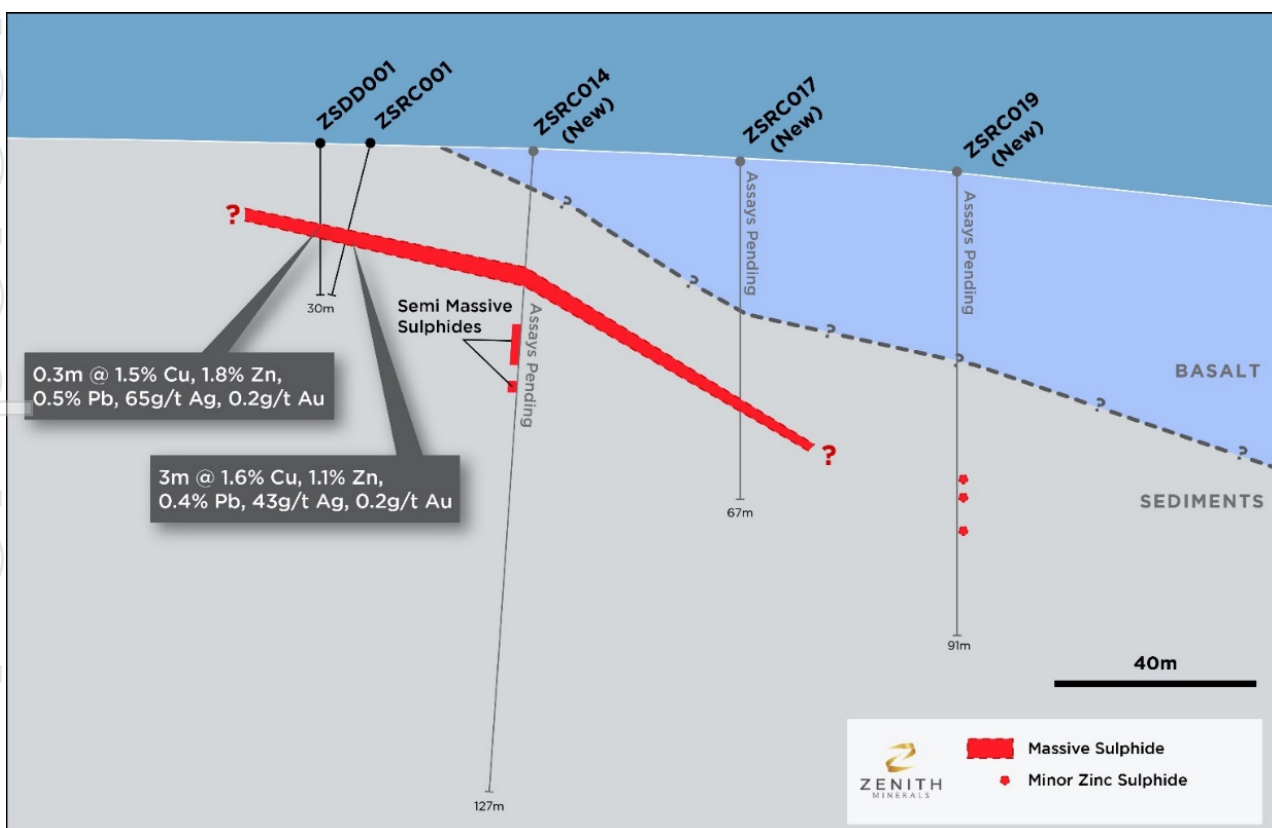 ZSDD001
ZSRC001
ZSRC014
(New)
ZSRC017
(New)
ZSRC019
(New)
Assays Pending
Assays Pending
Assays Pending
?
?
?
?
?
?
?
?
30m
Semi Massive
Sulphides
0.3m @ 1.5% Cu, 1.8% Zn,
0.5% Pb, 65g/t Ag, 0.2g/t Au
3m @ 1.6% Cu, 1.1% Zn,
0.4% Pb, 43g/t Ag, 0.2g/t Au
BASALT
SEDIMENTS
67m
91m
127m
40m
ZENITH
MINERALS
Massive Sulphide
Minor Zinc Sulphide